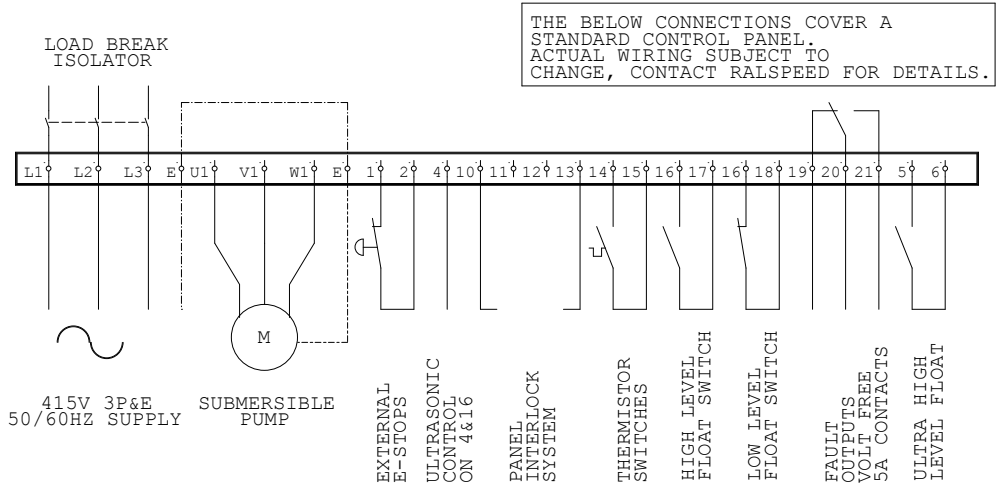 THE BELOW CONNECTIONS COVER A
STANDARD CONTROL PANEL.
ACTUAL WIRING SUBJECT TO
CHANGE, CONTACT RALSPEED FOR DETAILS.
LOAD BREAK
ISOLATOR
L1 L2 L3 E U1 V1 W1 E 1 2 4 10 11 12 13 14 15 16 17 16 18 19 20 21 5 6
M
415V 3P&E
50/60HZ SUPPLY
SUBMERSIBLE
PUMP
EXTERNAL
E-STOPS
ULTRASONIC
CONTROL
ON 4&16
PANEL
INTERLOCK
SYSTEM
THERMISTOR
SWITCHES
HIGH LEVEL
FLOAT SWITCH
LOW LEVEL
FLOAT SWITCH
FAULT
OUTPUTS
VOLT FREE
5A CONTACTS
ULTRA HIGH
LEVEL FLOAT